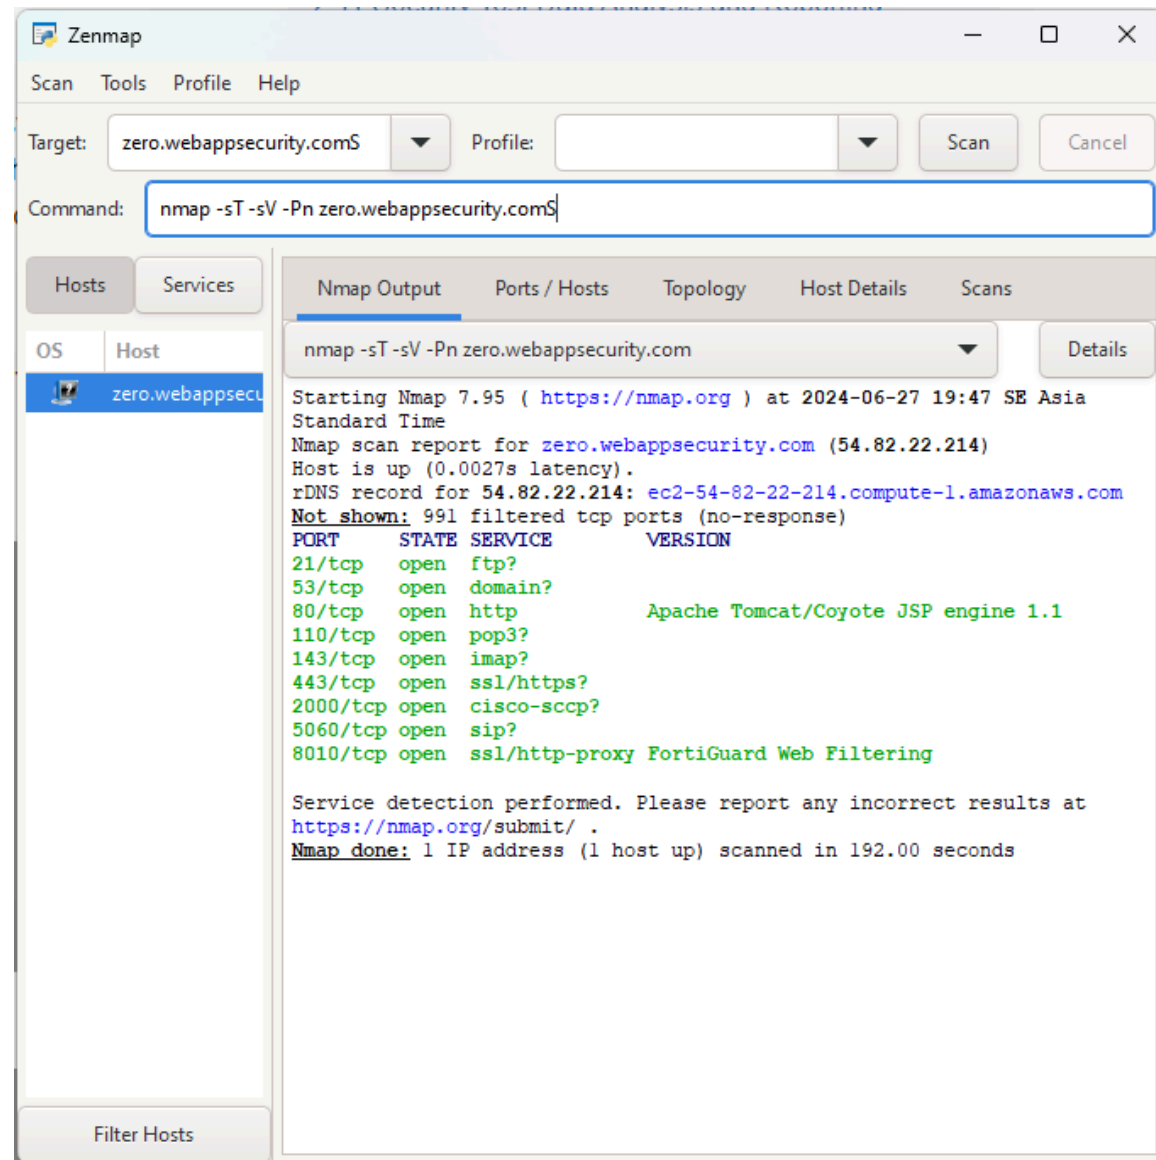 Zenmap
Scan Tools Profile Help
Target: zero.webappsecurity.comS Profile: Scan Cancel
Command: nmap -sT -sV -Pn zero.webappsecurity.comS
Hosts Services
Nmap Output Ports / Hosts Topology Host Details Scans
OS Host
nmap -sT -sV -Pn zero.webappsecurity.com Details
zero.webappsecu
Starting Nmap 7.95 ( https://nmap.org ) at 2024-06-27 19:47 SE Asia
Standard Time
Nmap scan report for zero.webappsecurity.com (54.82.22.214)
Host is up (0.0027s latency).
rDNS record for 54.82.22.214: ec2-54-82-22-214.compute-1.amazonaws.com
Not shown: 991 filtered tcp ports (no-response)
PORT STATE SERVICE VERSION
21/tcp open ftp?
53/tcp open domain?
80/tcp open http Apache Tomcat/Coyote JSP engine 1.1
110/tcp open pop3?
143/tcp open imap?
443/tcp open ssl/https?
2000/tcp open cisco-sccp?
5060/tcp open sip?
8010/tcp open ssl/http-proxy FortiGuard Web Filtering
Service detection performed. Please report any incorrect results at
https://nmap.org/submit/ .
Nmap done: 1 IP address (1 host up) scanned in 192.00 seconds
Filter Hosts